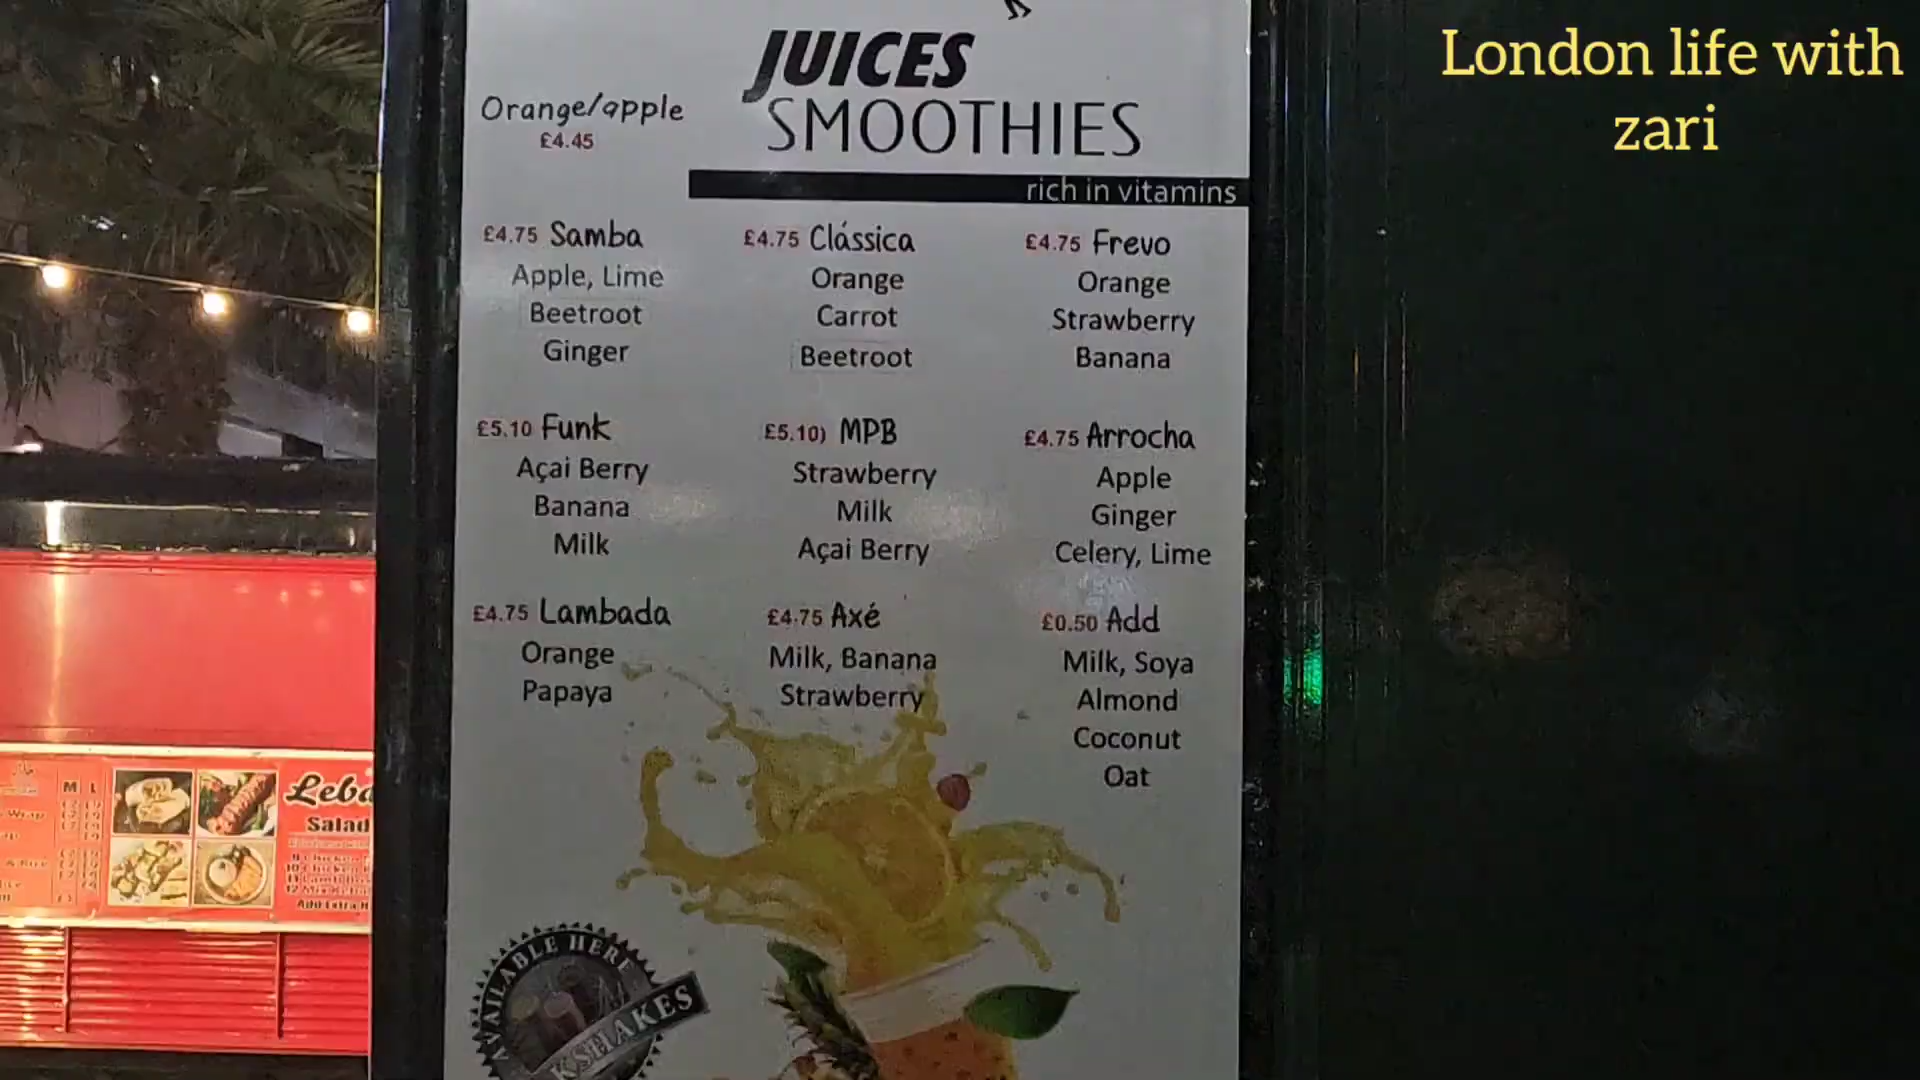 London life with
zari
JUICES
SMOOTHIES
rich in vitamins
Orange/apple
£4.45
£4.75 Samba
Apple, Lime
Beetroot
Ginger
£4.75 Clássica
Orange
Carrot
Beetroot
£4.75 Frevo
Orange
Strawberry
Banana
£5.10 Funk
Açai Berry
Banana
Milk
£5.10) MPB
Strawberry
Milk
Açai Berry
£4.75 Arrocha
Apple
Ginger
Celery, Lime
£4.75 Lambada
Orange
Papaya
£4.75 Axé
Milk, Banana
Strawberry
£0.50 Add
Milk, Soya
Almond
Coconut
Oat
AVAILABLE HERE
KSHAKES
M L
Leba
Salad